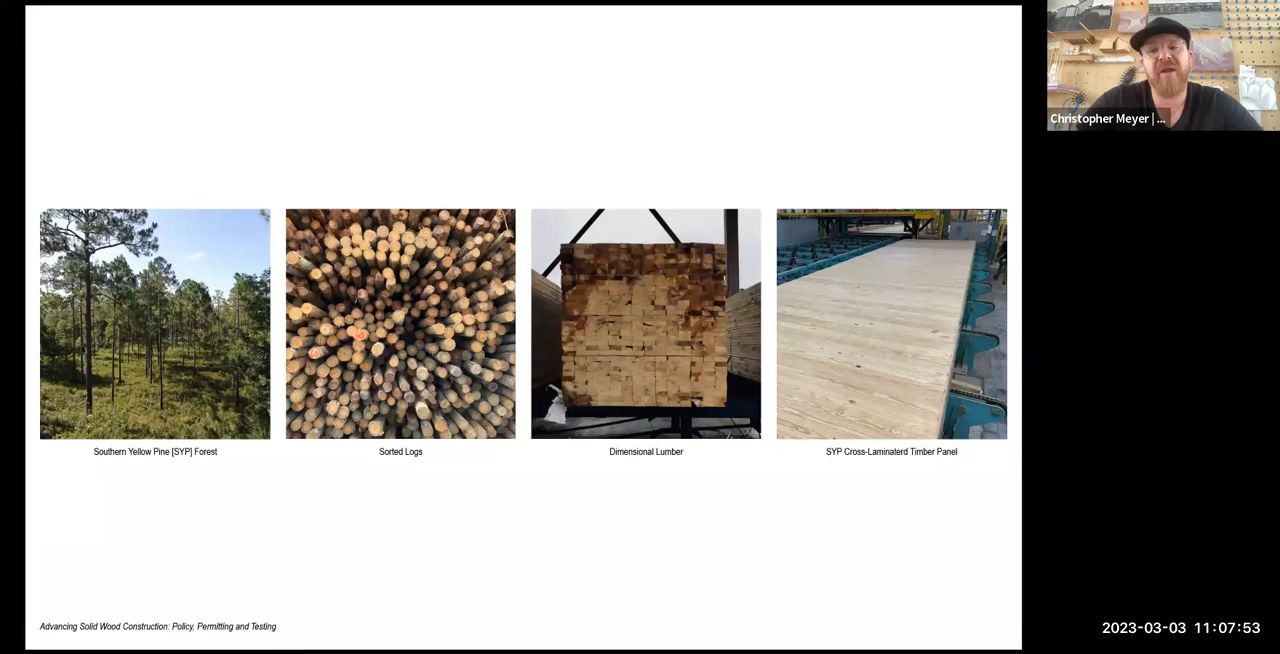 Christopher Meyer | ...
Southern Yellow Pine [SYP] Forest
Sorted Logs
Dimensional Lumber
SYP Cross-Laminaterd Timber Panel
Advancing Solid Wood Construction: Policy, Permitting and Testing
2023-03-03 11:07:53